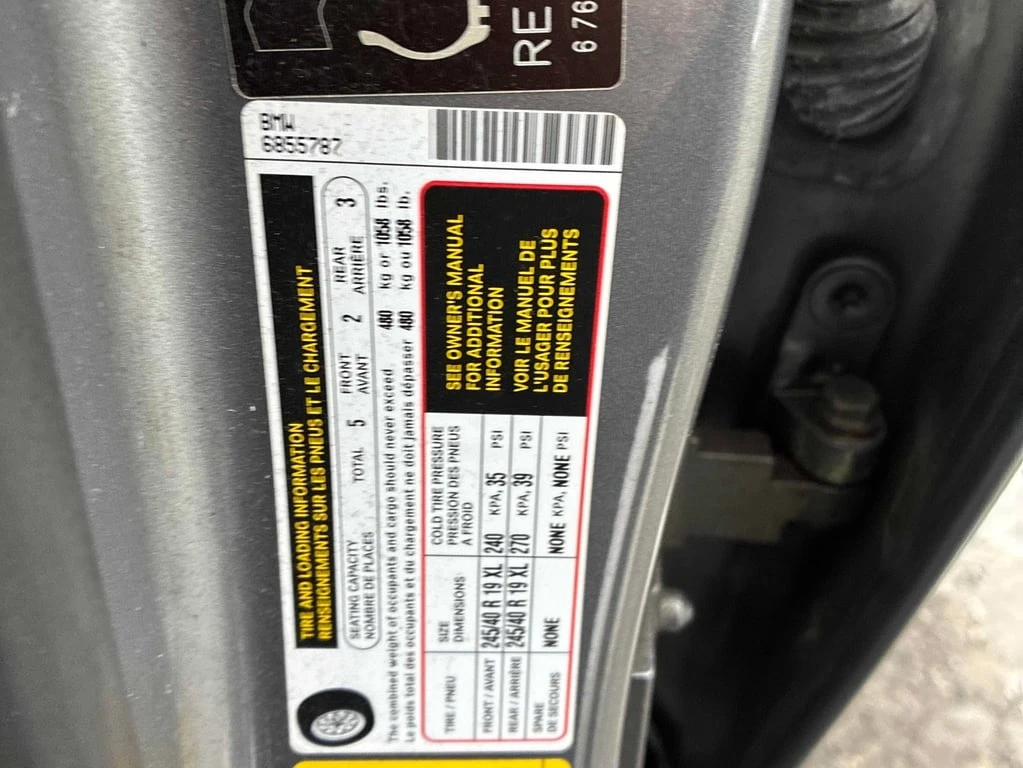 RE
6 76
BMW
6855787
TIRE AND LOADING INFORMATION
RENSEIGNEMENTS SUR LES PNEUS ET LE CHARGEMENT
SEATING CAPACITY TOTAL 5 FRONT 2 REAR 3
NOMBRE DE PLACES AVANT ARRIÈRE
The combined weight of occupants and cargo should never exceed 480 kg or 1058 lbs.
Le poids total des occupants et du chargement ne doit jamais dépasser 480 kg ou 1058 lb.
TIRE / PNEU
SIZE
DIMENSIONS
COLD TIRE PRESSURE
PRESSION DES PNEUS
A FROID
FRONT / AVANT 245/40 R 19 XL 240 KPA, 35 PSI
REAR / ARRIÈRE 245/40 R 19 XL 270 KPA, 39 PSI
SPARE
DE SECOURS NONE NONE KPA, NONE PSI
SEE OWNER'S MANUAL
FOR ADDITIONAL
INFORMATION
VOIR LE MANUEL DE
L'USAGER POUR PLUS
DE RENSEIGNEMENTS